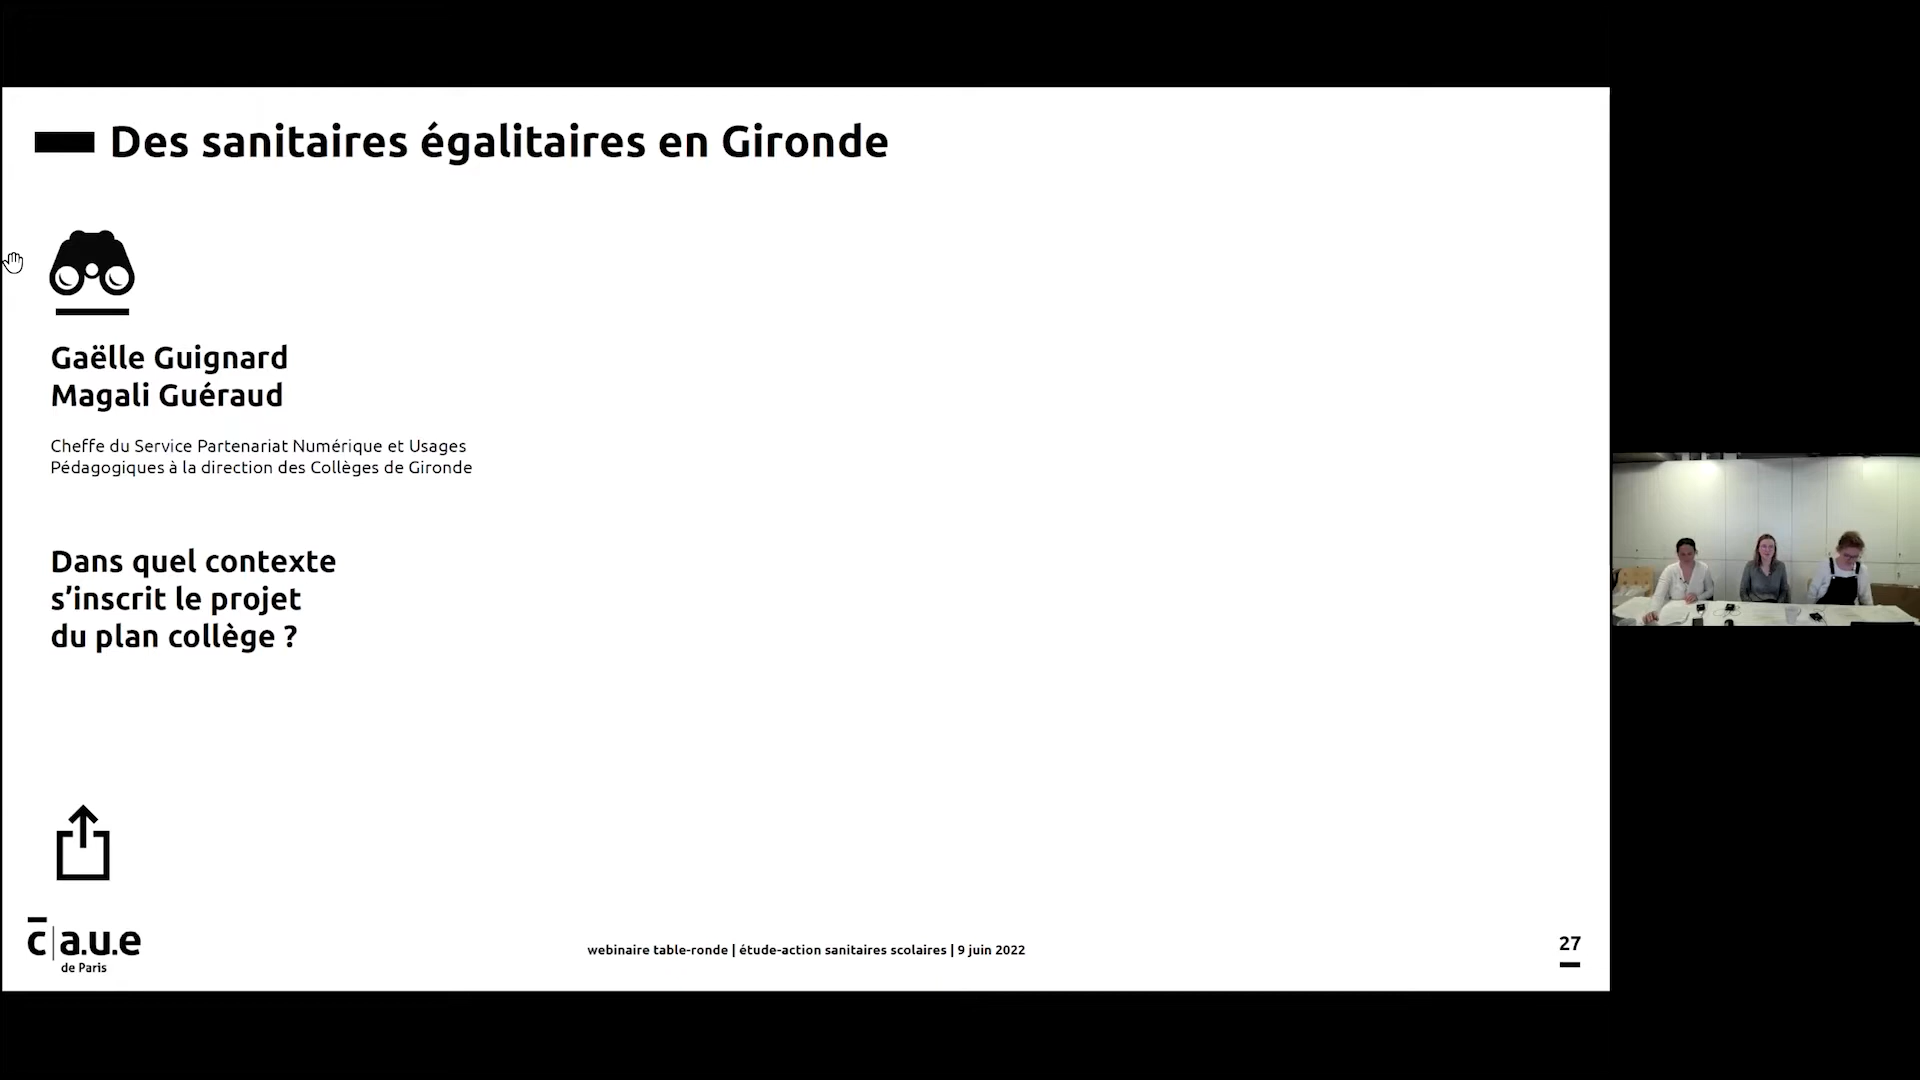 Des sanitaires égalitaires en Gironde
Gaëlle Guignard
Magali Guéraud
Cheffe du Service Partenariat Numérique et Usages
Pédagogiques à la direction des Collèges de Gironde
Dans quel contexte
s’inscrit le projet
du plan collège ?
c|a.u.e
de Paris
webinaire table-ronde | étude-action sanitaires scolaires | 9 juin 2022
27